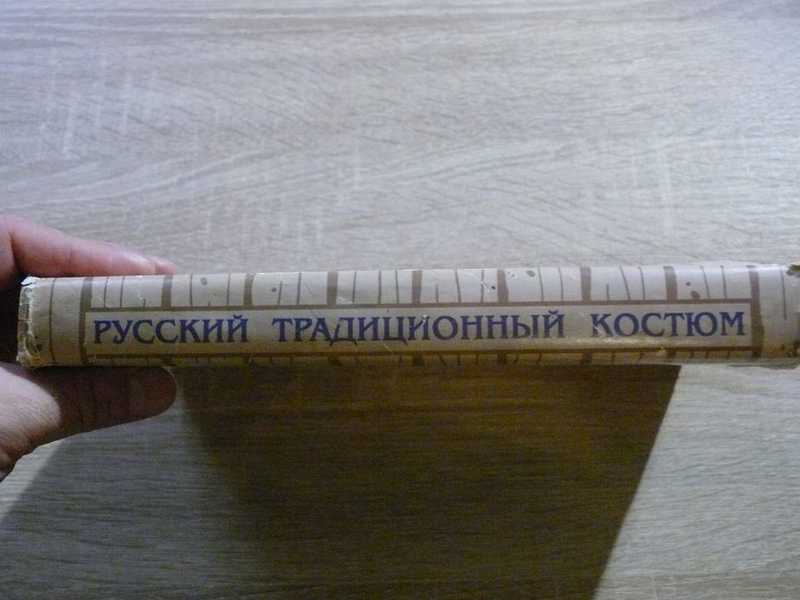 РУССКИЙ ТРАДИЦИОННЫЙ КОСТЮМ